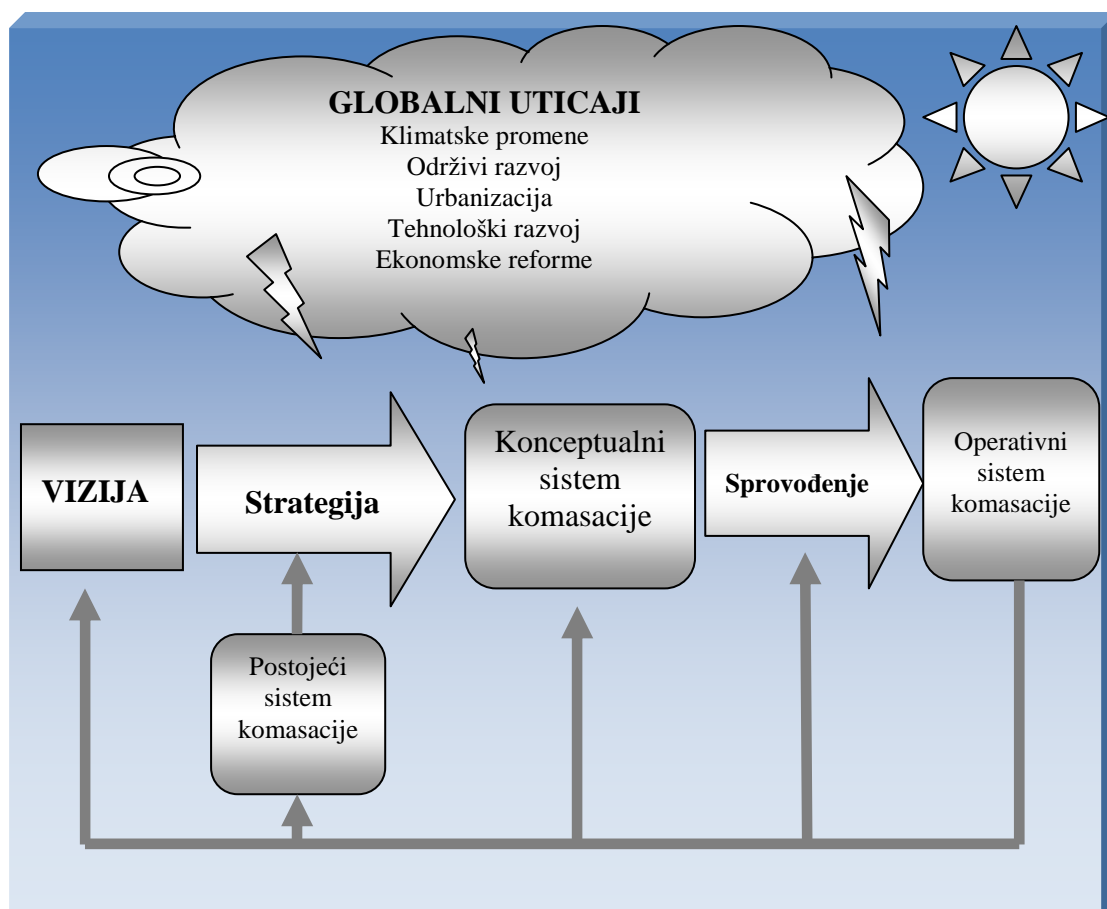 GLOBALNI UTICAJI
Klimatske promene
Održivi razvoj
Urbanizacija
Tehnološki razvoj
Ekonomske reforme
VIZIJA
Strategija
Konceptualni
sistem
komasacije
Sprovođenje
Operativni
sistem
komasacije
Postojeći
sistem
komasacije